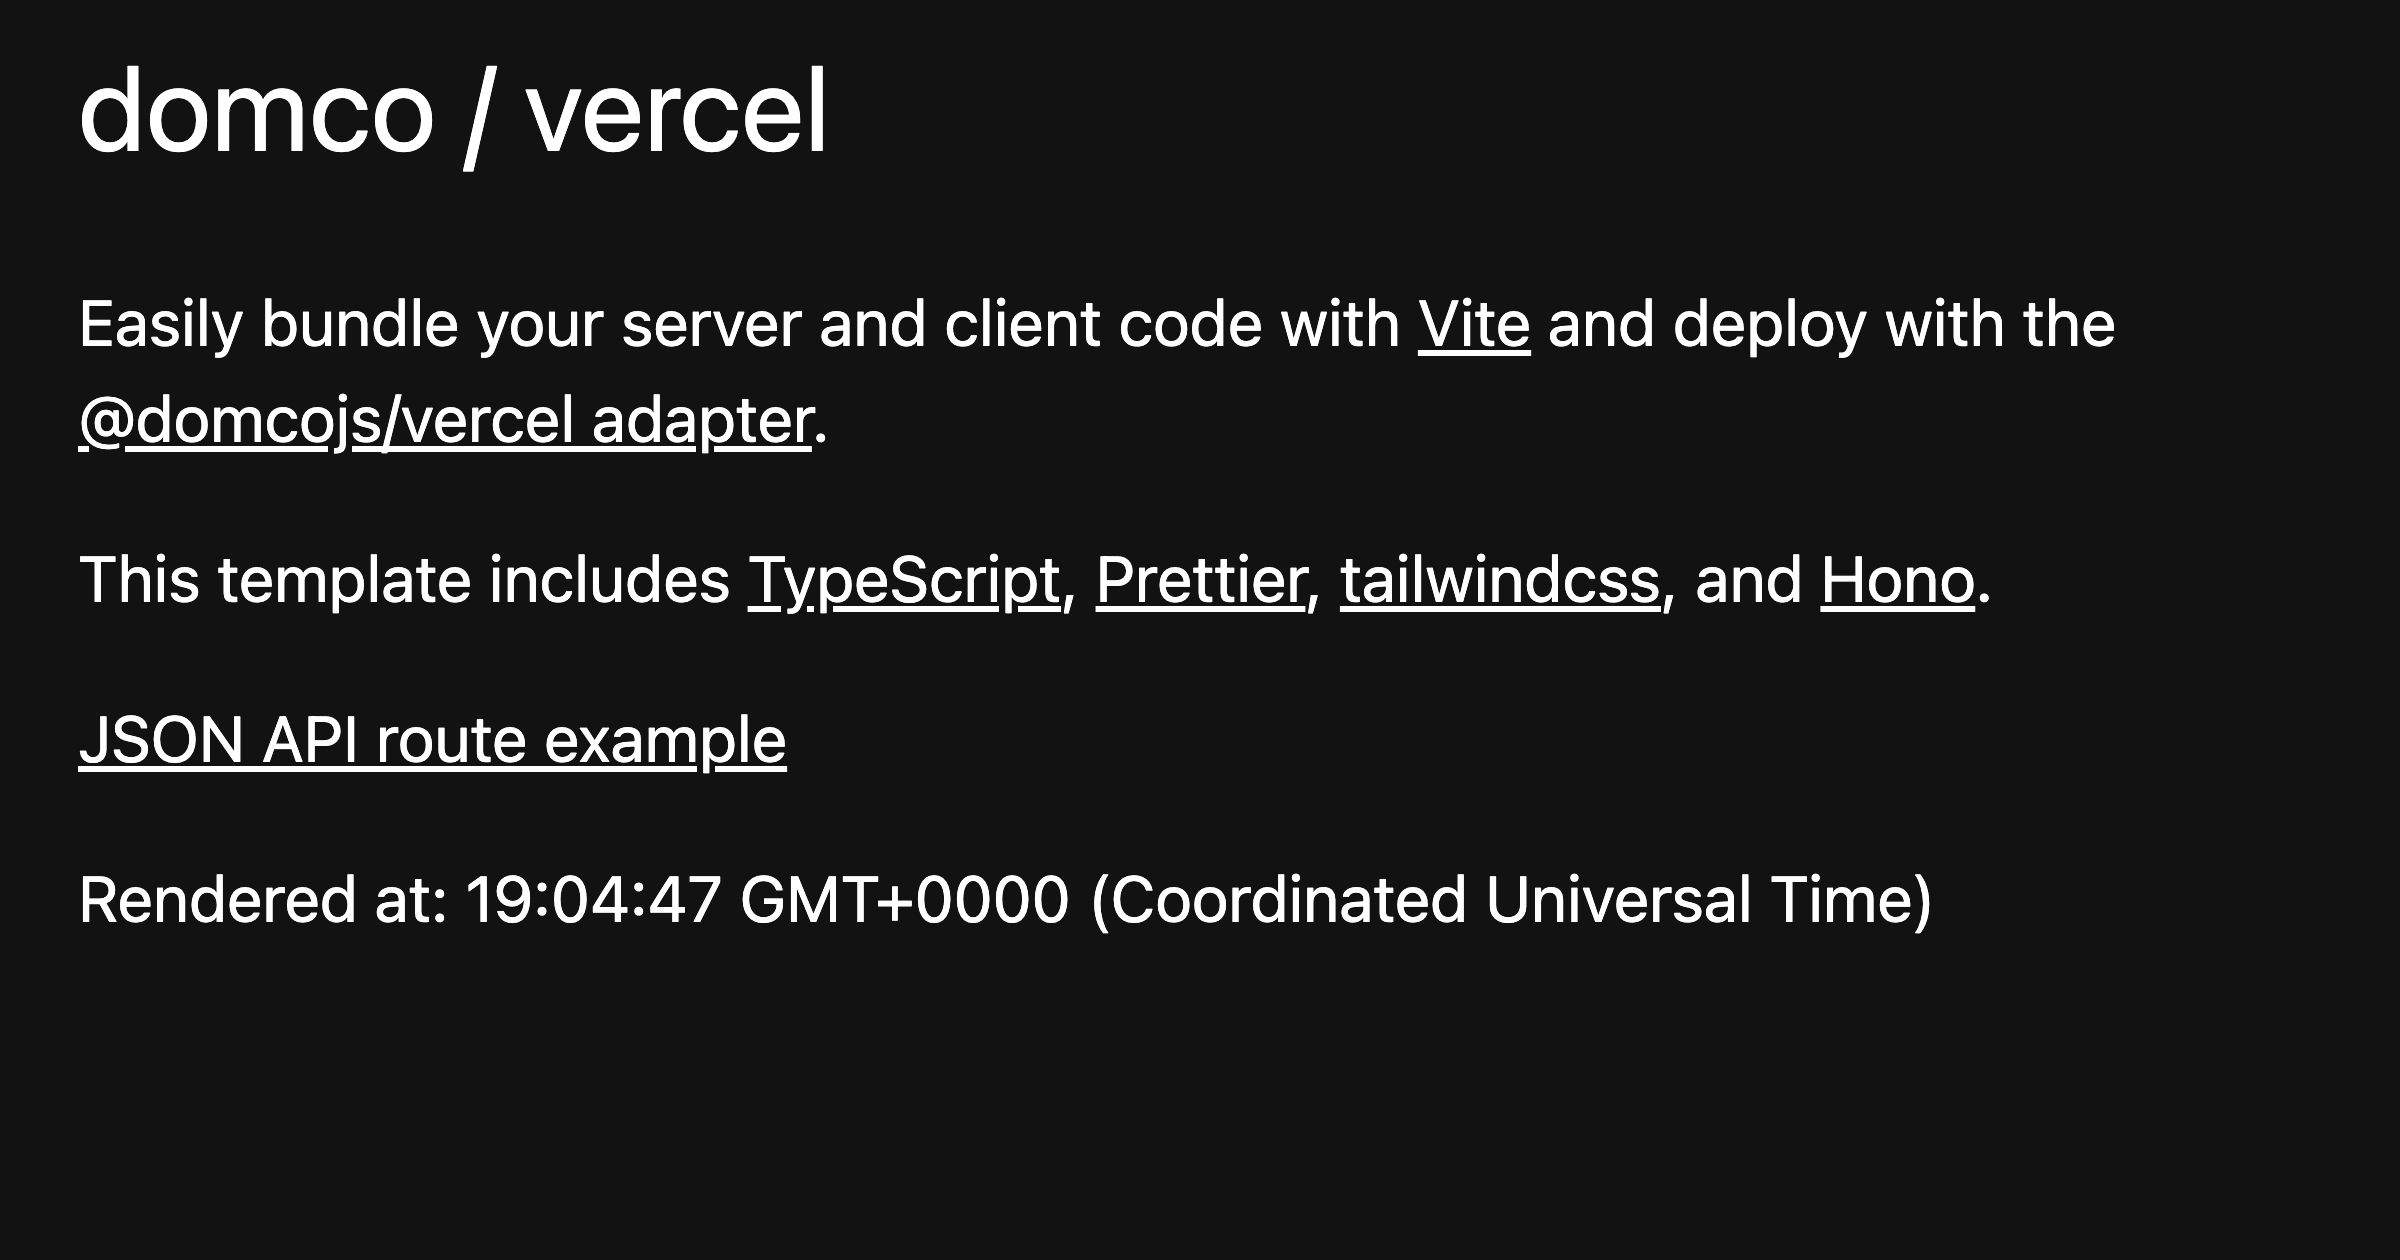 domco / vercel
Easily bundle your server and client code with Vite and deploy with the
@domcojs/vercel adapter.
This template includes TypeScript, Prettier, tailwindcss, and Hono.
JSON API route example
Rendered at: 19:04:47 GMT+0000 (Coordinated Universal Time)